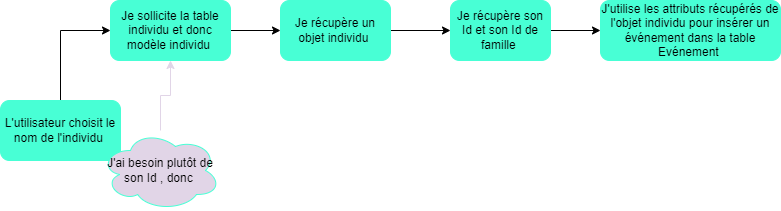 Je sollicite la table
individu et donc
modèle individu
Je récupère un
objet individu
Je récupère son
Id et son Id de
famille
J'utilise les attributs récupérés de
l'objet individu pour insérer un
événement dans la table
Evénement
L'utilisateur choisit le
nom de l'individu
J'ai besoin plutôt de
son Id , donc